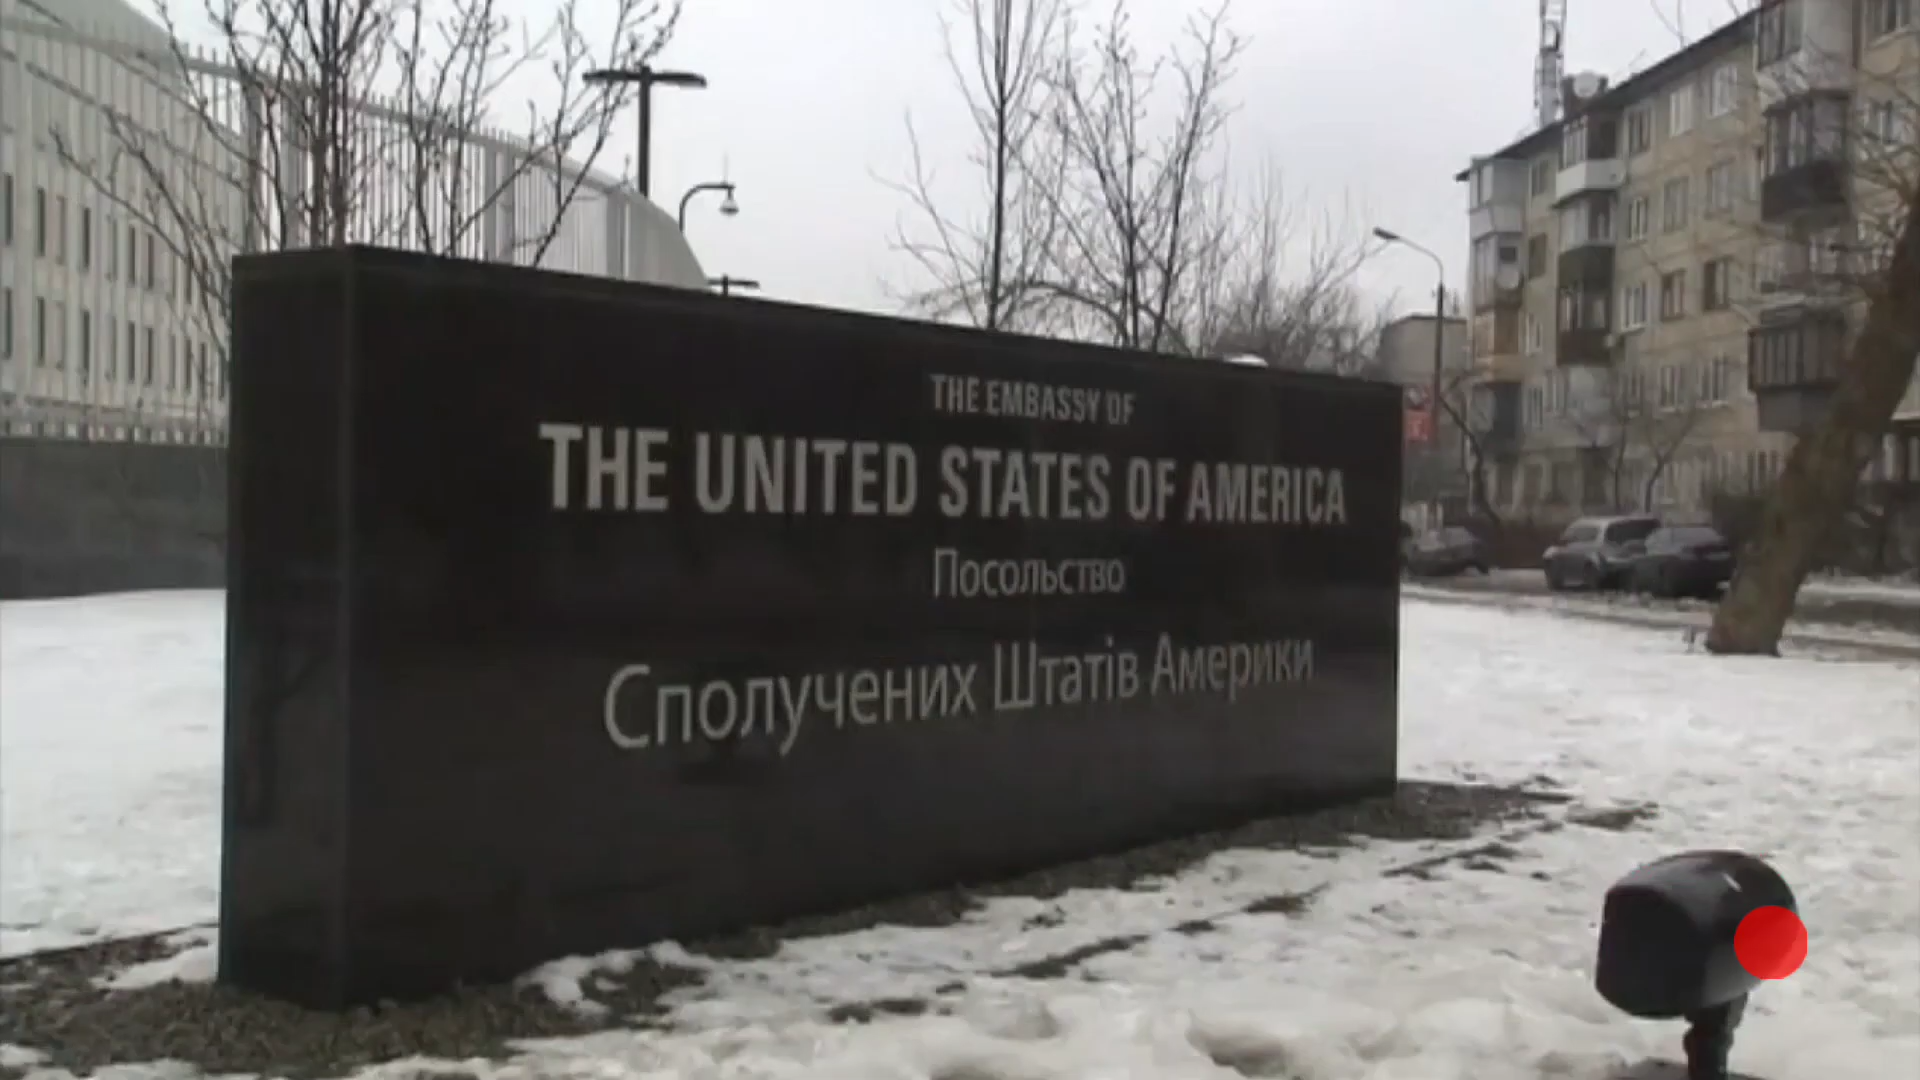 THE EMBASSY OF
THE UNITED STATES OF AMERICA
Посольство
Сполучених Штатів Америки